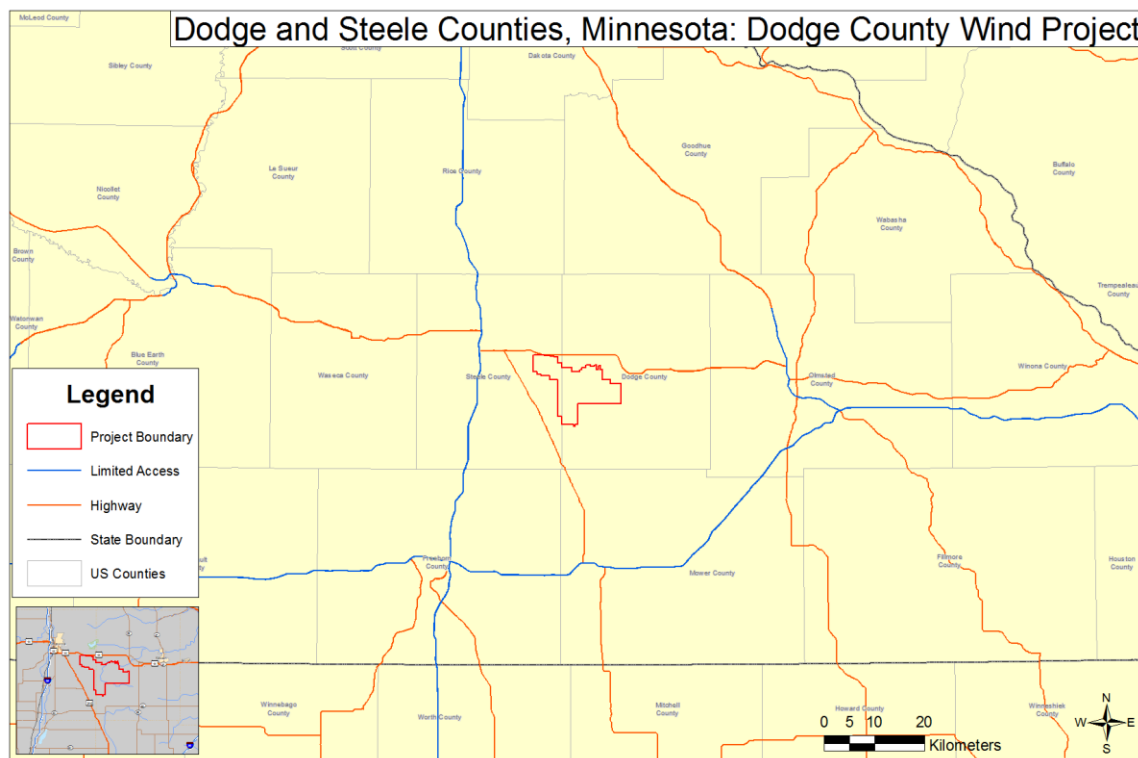 Dodge and Steele Counties, Minnesota: Dodge County Wind Project
McLeod County
Sibley County
Dakota County
Goodhue
County
Le Sueur
County
Rice County
Buffalo
County
Nicollet
County
Wabasha
County
Brown
County
Trempealeau
County
Watonwan
County
Blue Earth
County
Waseca County
Steele County
Dodge County
Olmsted
County
Winona County
Legend
Project Boundary
Limited Access
Highway
State Boundary
US Counties
County
Mower County
Fillmore
County
Houston
County
Winnebago
County
Worth County
Mitchell
County
Howard County
County
0 5 10 20
Kilometers
N
W E
S